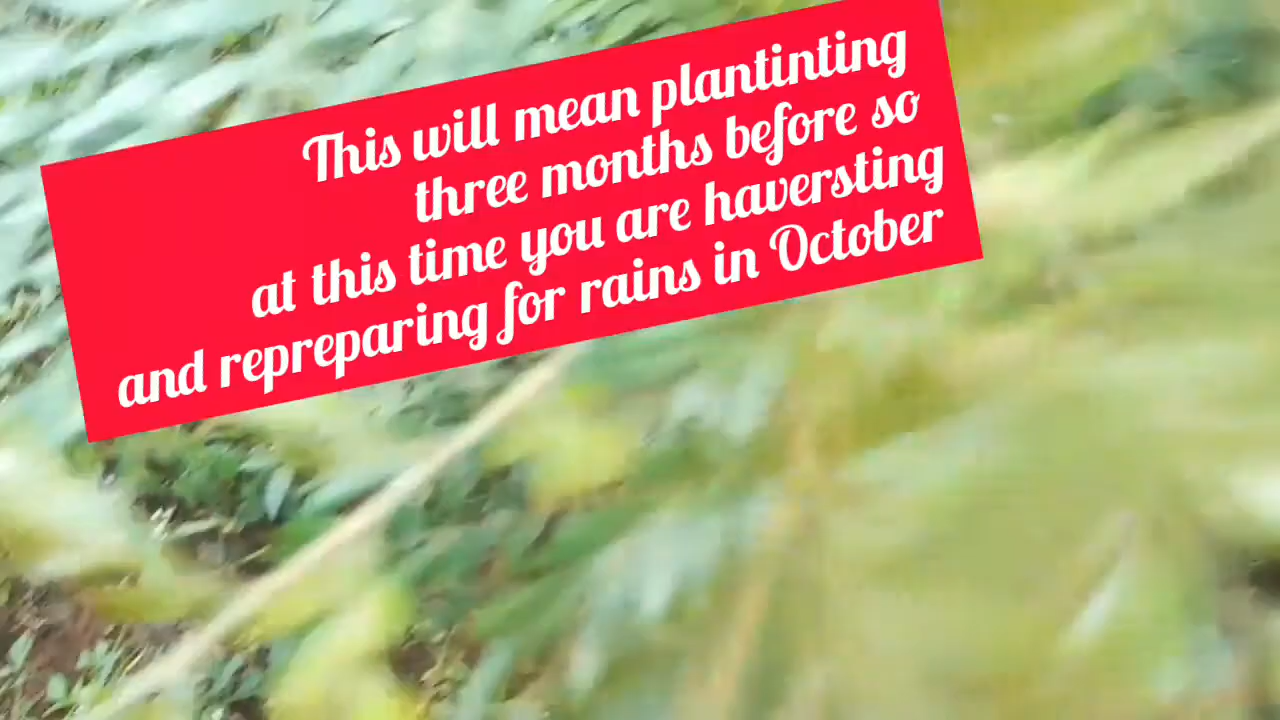 This will mean plantinting
three months before so
at this time you are haversting
and repreparing for rains in October